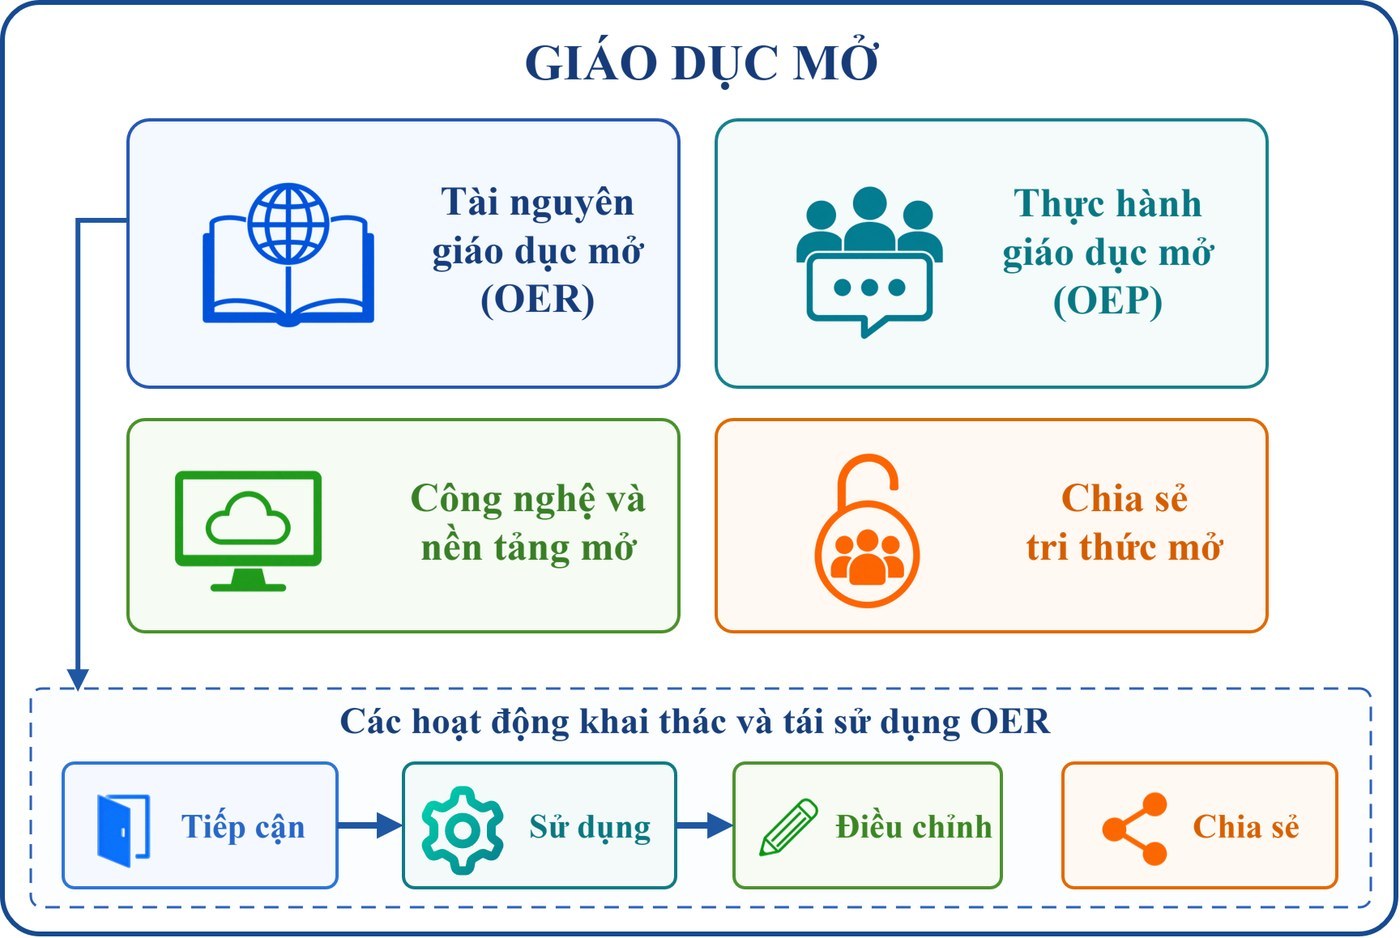 GIÁO DỤC MỞ
Tài nguyên
giáo dục mở
(OER)
Thực hành
giáo dục mở
(OEP)
Công nghệ và
nền tảng mở
Chia sẻ
tri thức mở
Các hoạt động khai thác và tái sử dụng OER
Tiếp cận
Sử dụng
Điều chỉnh
Chia sẻ